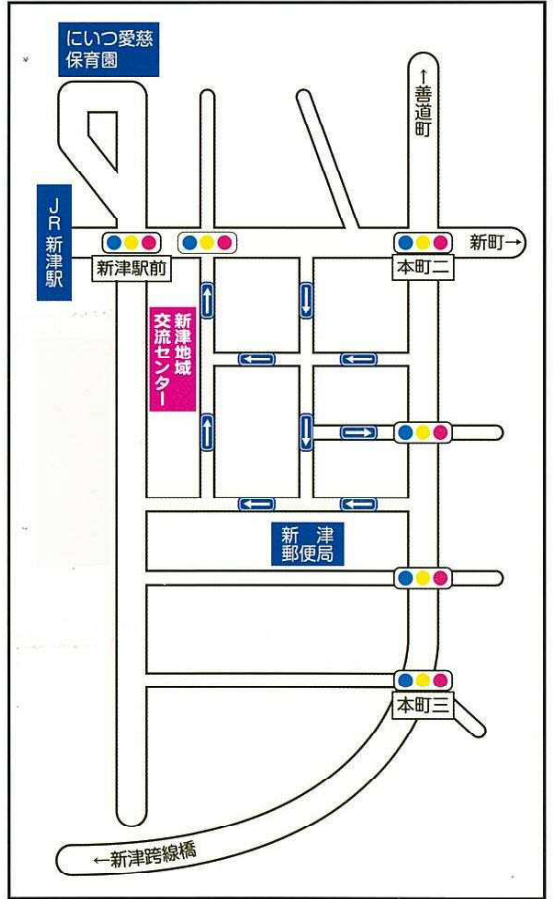 にいつ愛慈
保育園
↑善道町
JR新津駅
新津駅前
本町二
新町→
新津地域
交流センター
新津
郵便局
本町三
←新津跨線橋